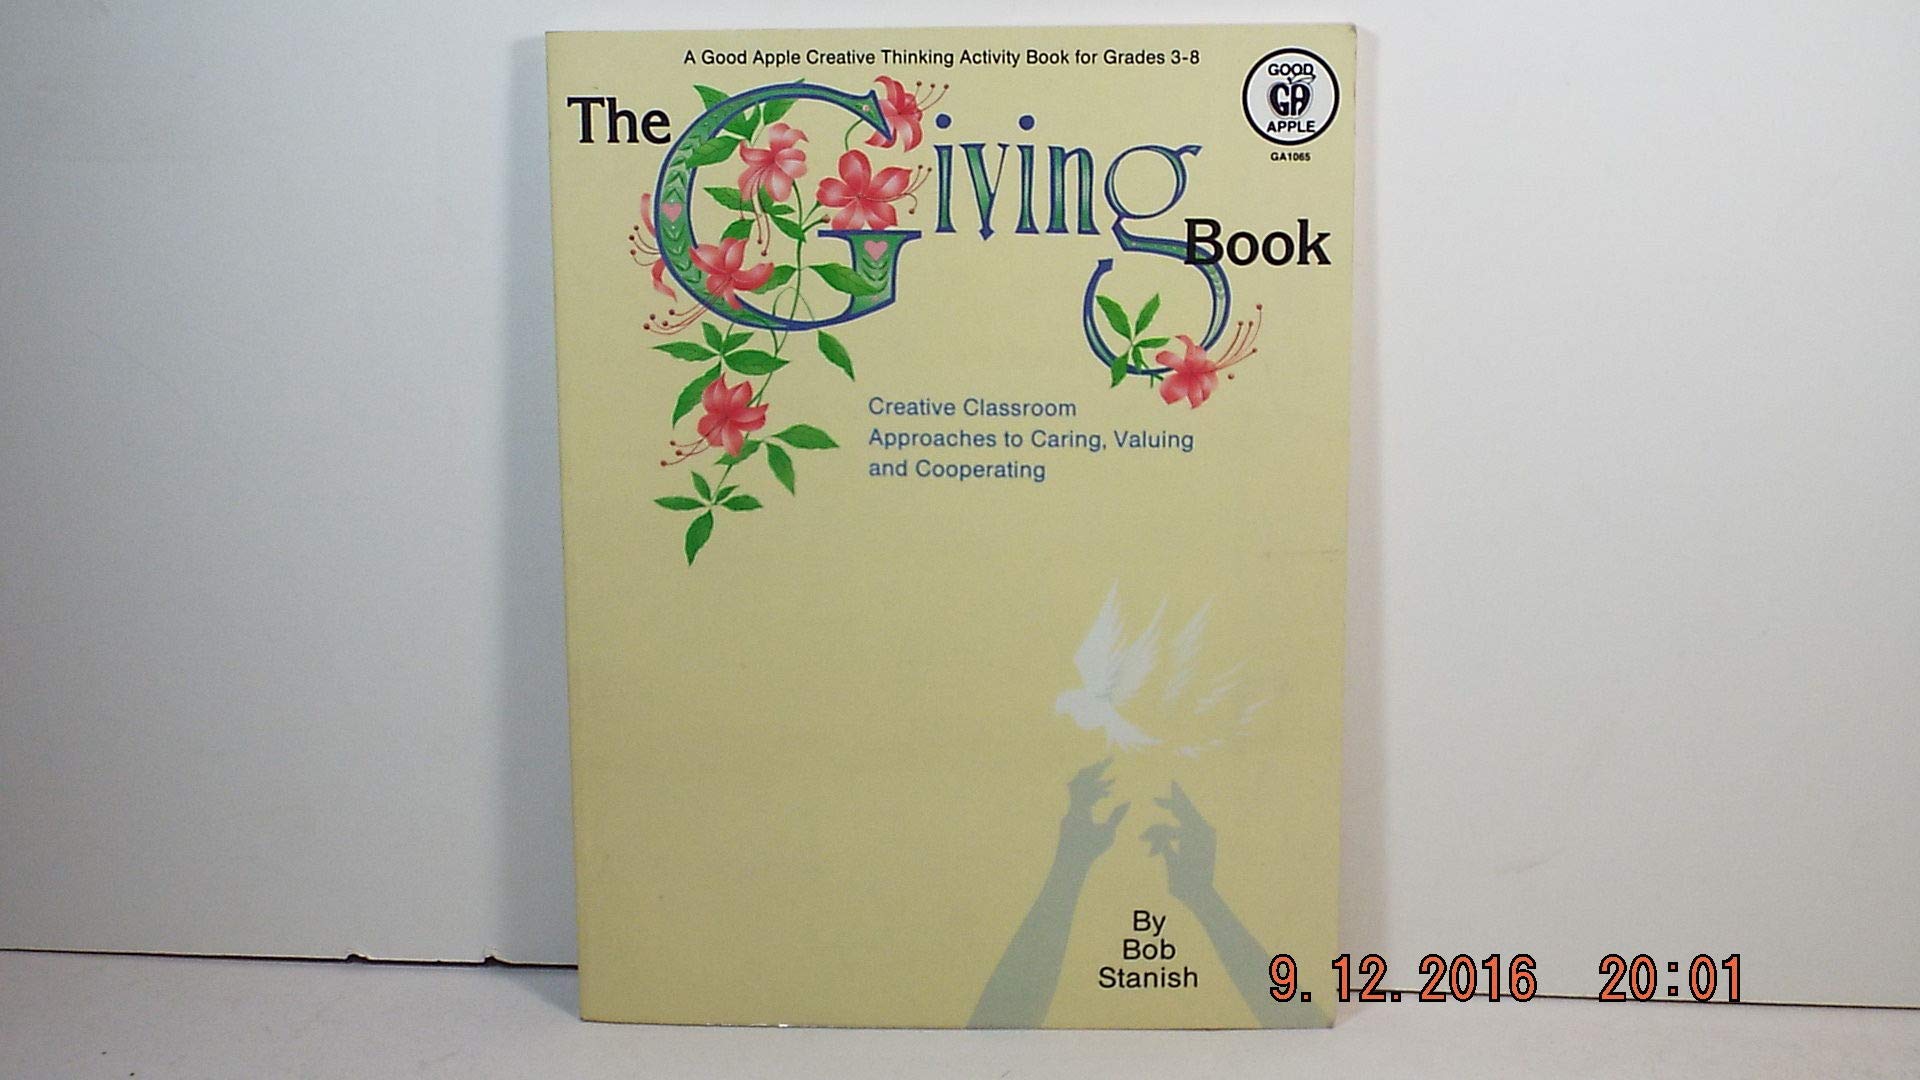 A Good Apple Creative Thinking Activity Book for Grades 3-8
GOOD
GA
APPLE
GA1065
The Giving Book
Creative Classroom
Approaches to Caring, Valuing
and Cooperating
By
Bob
Stanish
9.12.2016 20:01